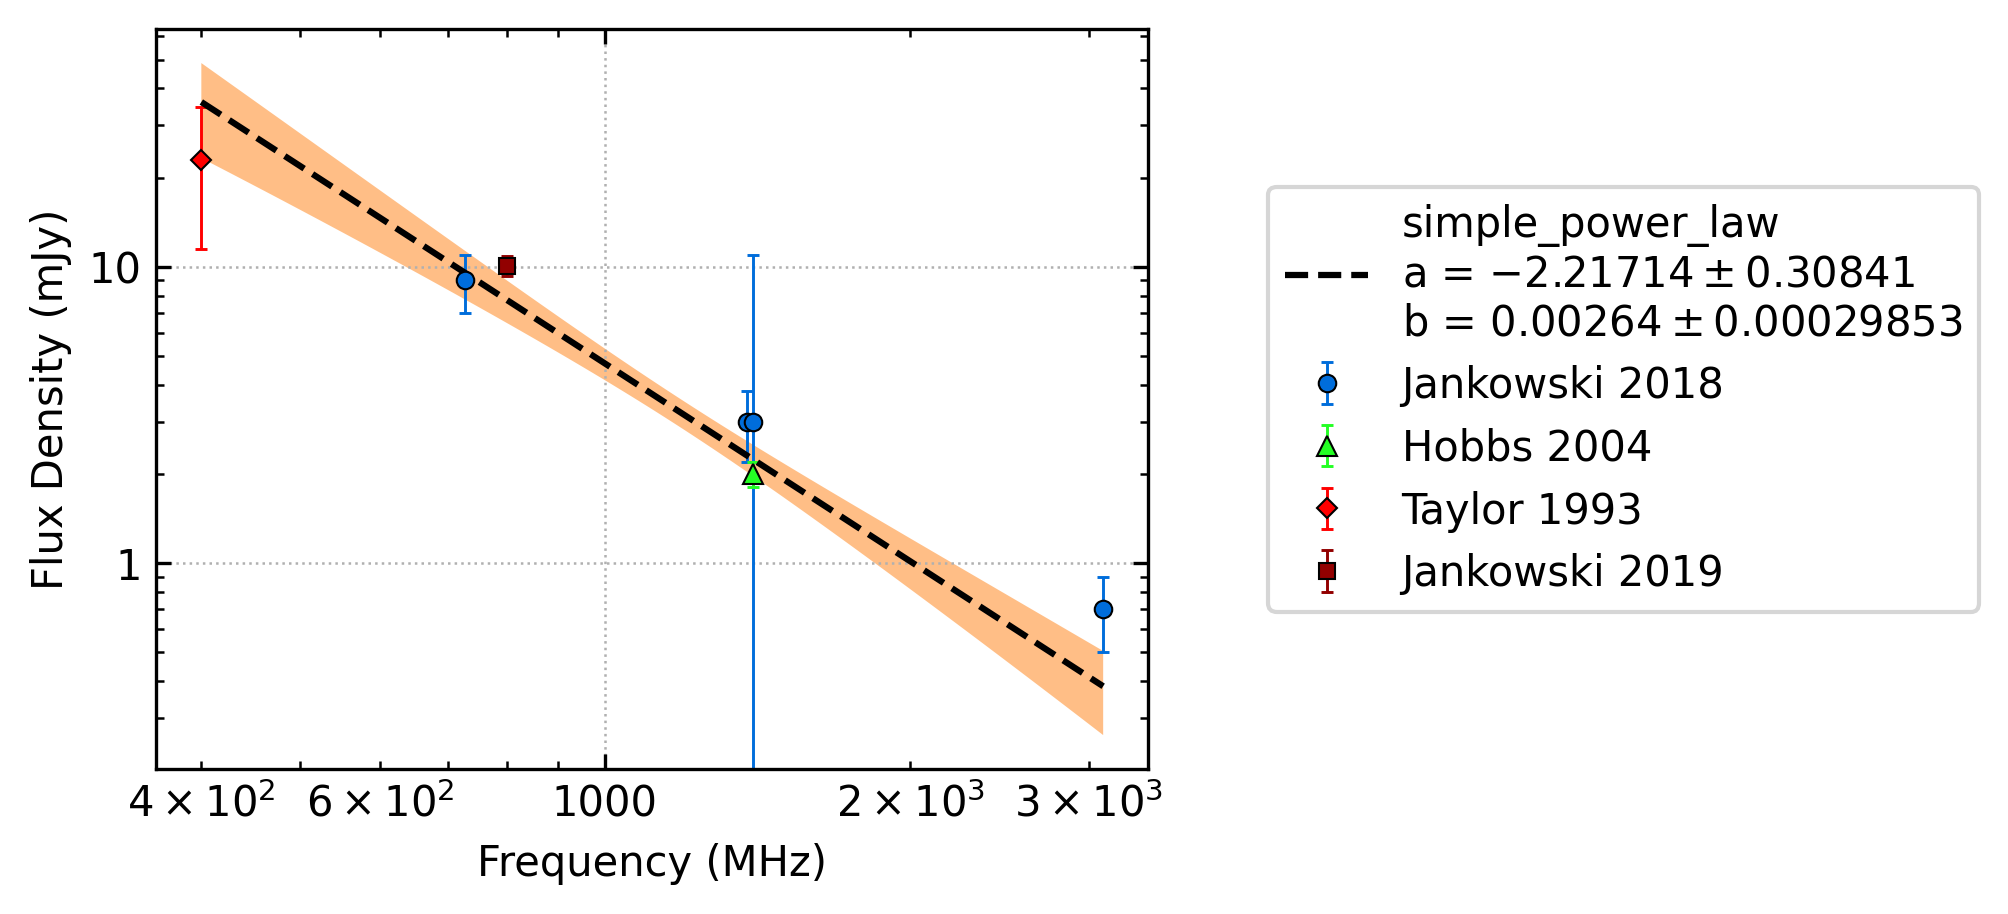 Flux Density (mJy)
10
1
4 × 10²
6 × 10²
1000
2 × 10³
3 × 10³
Frequency (MHz)
simple_power_law
a = −2.21714 ± 0.30841
b = 0.00264 ± 0.00029853
Jankowski 2018
Hobbs 2004
Taylor 1993
Jankowski 2019